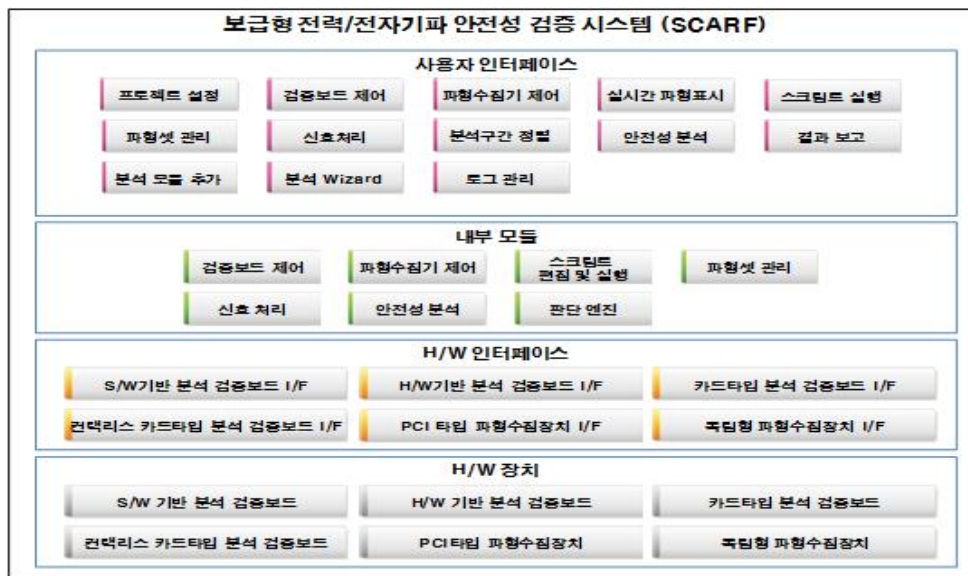 보급형 전력/전자기파 안전성 검증 시스템 (SCARF)
사용자 인터페이스
프로젝트 설정
검증보드 제어
파형수집기 제어
실시간 파형표시
스크립트 실행
파형셋 관리
신호처리
분석구간 정렬
안전성 분석
결과 보고
분석 모듈 추가
분석 Wizard
로그 관리
내부 모듈
검증보드 제어
파형수집기 제어
스크립트
편집 및 실행
파형셋 관리
신호 처리
안전성 분석
판단 엔진
H/W 인터페이스
S/W기반 분석 검증보드 I/F
H/W기반 분석 검증보드 I/F
카드타입 분석 검증보드 I/F
컨택리스 카드타입 분석 검증보드 I/F
PCI 타입 파형수집장치 I/F
독립형 파형수집장치 I/F
H/W 장치
S/W 기반 분석 검증보드
H/W 기반 분석 검증보드
카드타입 분석 검증보드
컨택리스 카드타입 분석 검증보드
PCI타입 파형수집장치
독립형 파형수집장치